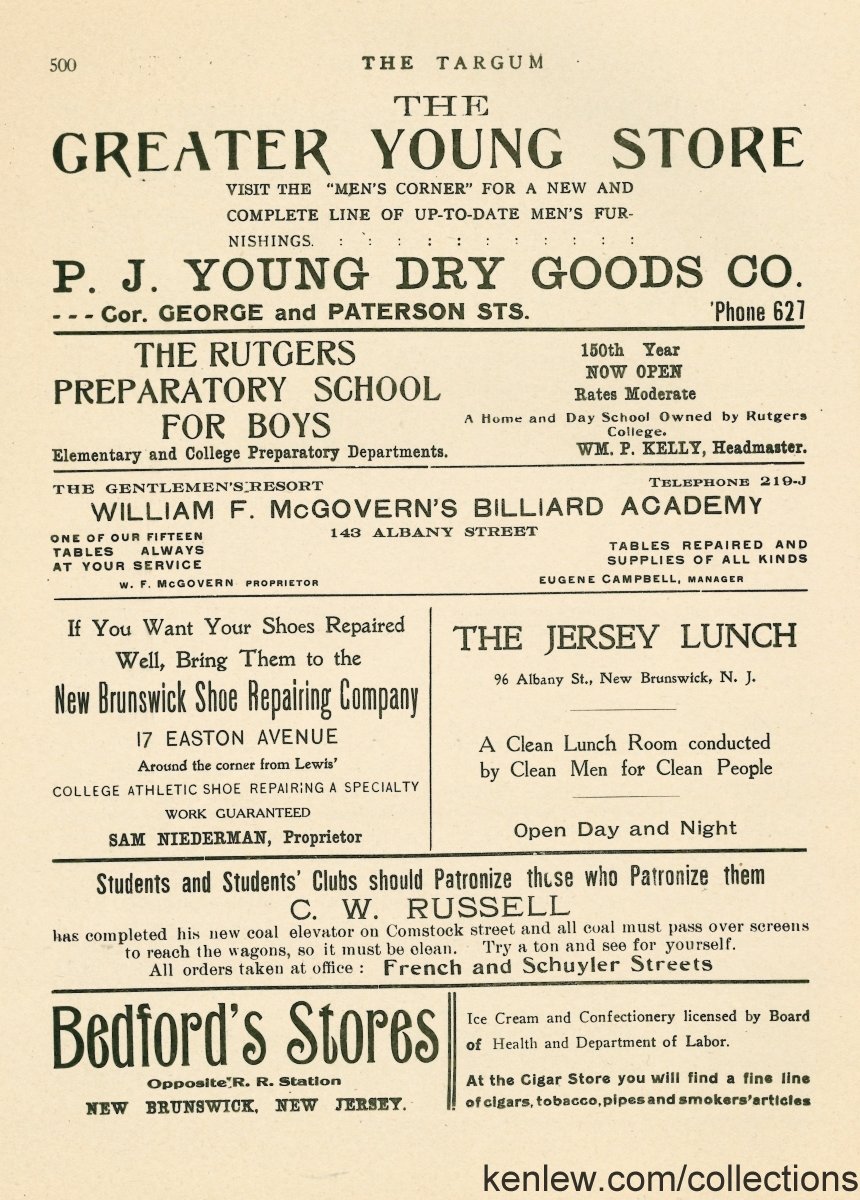 500
THE TARGUM
THE
GREATER YOUNG STORE
VISIT THE "MEN'S CORNER" FOR A NEW AND
COMPLETE LINE OF UP-TO-DATE MEN'S FUR-
NISHINGS. : : : : : : : : : : :
P. J. YOUNG DRY GOODS CO.
- - - Cor. GEORGE and PATERSON STS. 'Phone 627
THE RUTGERS
PREPARATORY SCHOOL
FOR BOYS
Elementary and College Preparatory Departments.
150th Year
NOW OPEN
Rates Moderate
A Home and Day School Owned by Rutgers
College.
WM. P. KELLY, Headmaster.
THE GENTLEMEN'S RESORT
TELEPHONE 219-J
WILLIAM F. McGOVERN'S BILLIARD ACADEMY
143 ALBANY STREET
ONE OF OUR FIFTEEN
TABLES ALWAYS
AT YOUR SERVICE
W. F. McGOVERN PROPRIETOR
TABLES REPAIRED AND
SUPPLIES OF ALL KINDS
EUGENE CAMPBELL, MANAGER
If You Want Your Shoes Repaired
Well, Bring Them to the
New Brunswick Shoe Repairing Company
17 EASTON AVENUE
Around the corner from Lewis'
COLLEGE ATHLETIC SHOE REPAIRING A SPECIALTY
WORK GUARANTEED
SAM NIEDERMAN, Proprietor
THE JERSEY LUNCH
96 Albany St., New Brunswick, N. J.
A Clean Lunch Room conducted
by Clean Men for Clean People
Open Day and Night
Students and Students' Clubs should Patronize those who Patronize them
C. W. RUSSELL
has completed his new coal elevator on Comstock street and all coal must pass over screens
to reach the wagons, so it must be clean. Try a ton and see for yourself.
All orders taken at office : French and Schuyler Streets
Bedford's Stores
Opposite R. R. Station
NEW BRUNSWICK, NEW JERSEY.
Ice Cream and Confectionery licensed by Board
of Health and Department of Labor.
At the Cigar Store you will find a fine line
of cigars, tobacco, pipes and smokers' articles
kenlew.com/collections